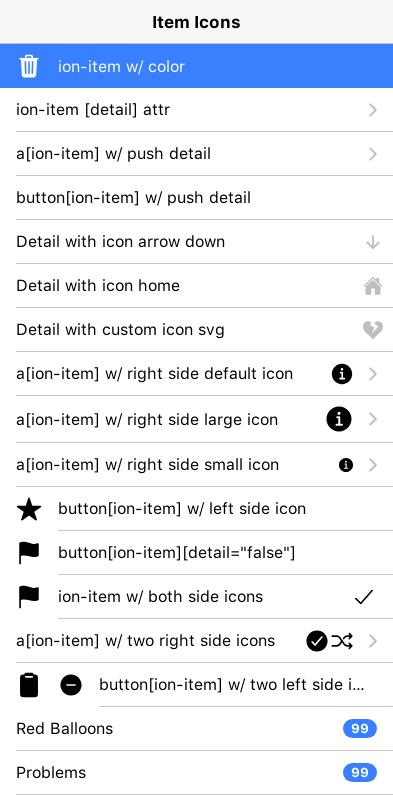 Item Icons
ion-item w/ color
ion-item [detail] attr
a[ion-item] w/ push detail
button[ion-item] w/ push detail
Detail with icon arrow down
Detail with icon home
Detail with custom icon svg
a[ion-item] w/ right side default icon
a[ion-item] w/ right side large icon
a[ion-item] w/ right side small icon
button[ion-item] w/ left side icon
button[ion-item][detail="false"]
ion-item w/ both side icons
a[ion-item] w/ two right side icons
button[ion-item] w/ two left side i...
Red Balloons 99
Problems 99